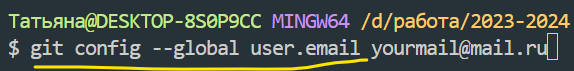 Татьяна@DESKTOP-8S0P9CC MINGW64 /d/работа/2023-2024
$ git config --global user.email yourmail@mail.ru